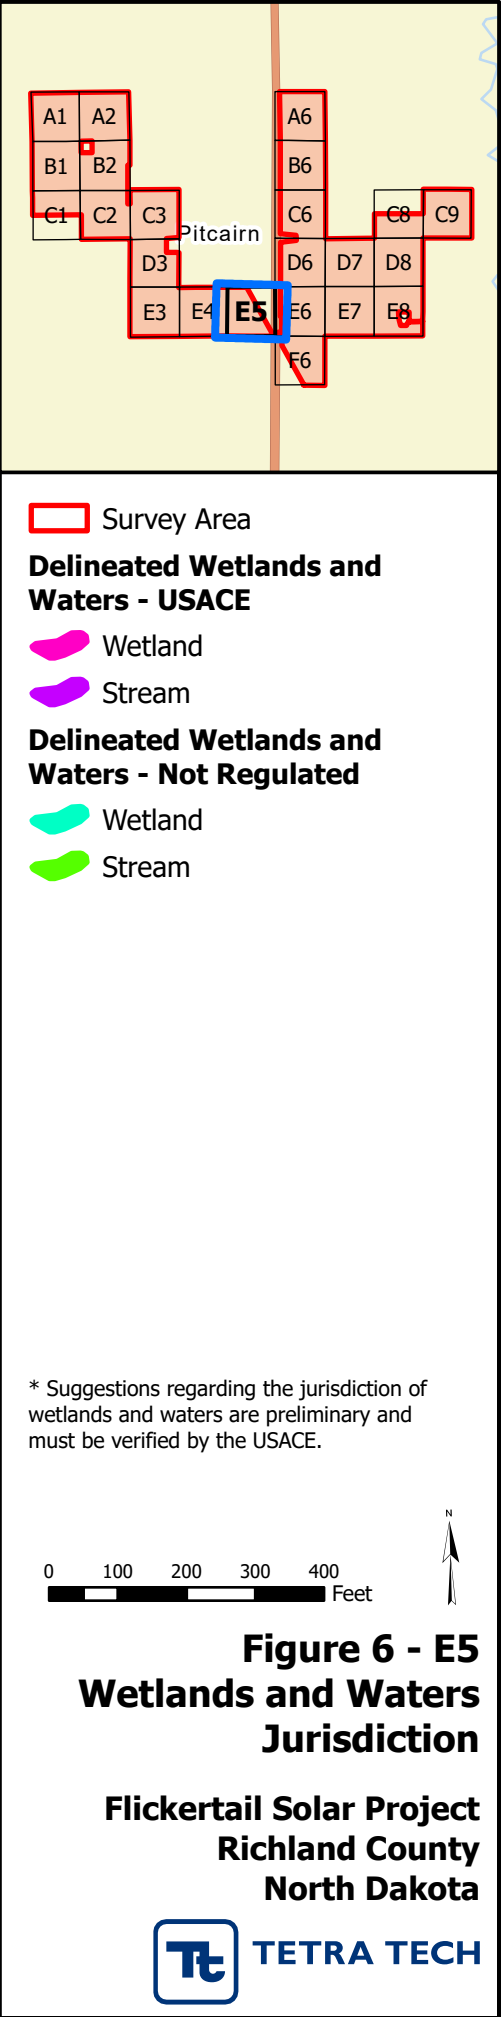 A1 A2 A6
B1 B2 B6
C1 C2 C3 C6 C8 C9
Pitcairn
D3 D6 D7 D8
E3 E4 E5 E6 E7 E8
F6
Survey Area
Delineated Wetlands and
Waters - USACE
Wetland
Stream
Delineated Wetlands and
Waters - Not Regulated
Wetland
Stream
* Suggestions regarding the jurisdiction of
wetlands and waters are preliminary and
must be verified by the USACE.
N
0 100 200 300 400
Feet
Figure 6 - E5
Wetlands and Waters
Jurisdiction
Flickertail Solar Project
Richland County
North Dakota
Tt TETRA TECH